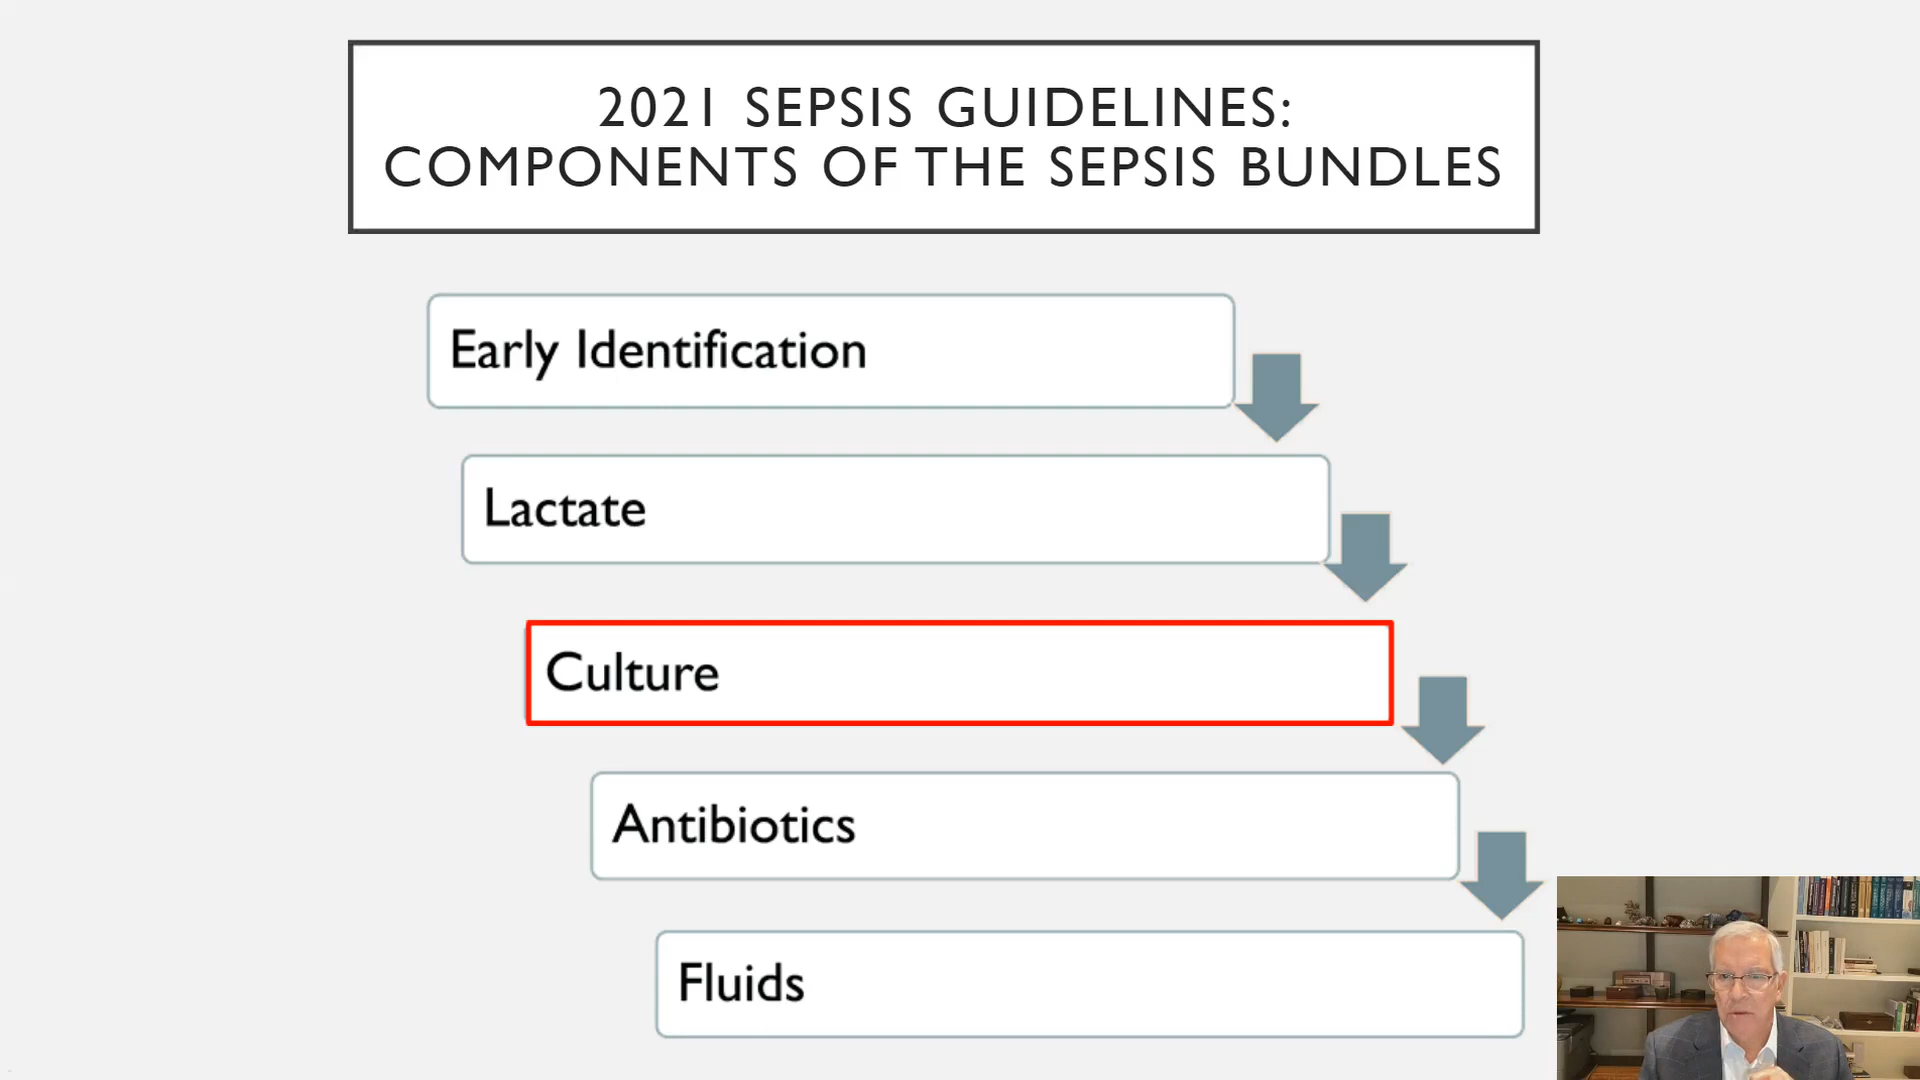 2021 SEPSIS GUIDELINES:
COMPONENTS OF THE SEPSIS BUNDLES
Early Identification
Lactate
Culture
Antibiotics
Fluids